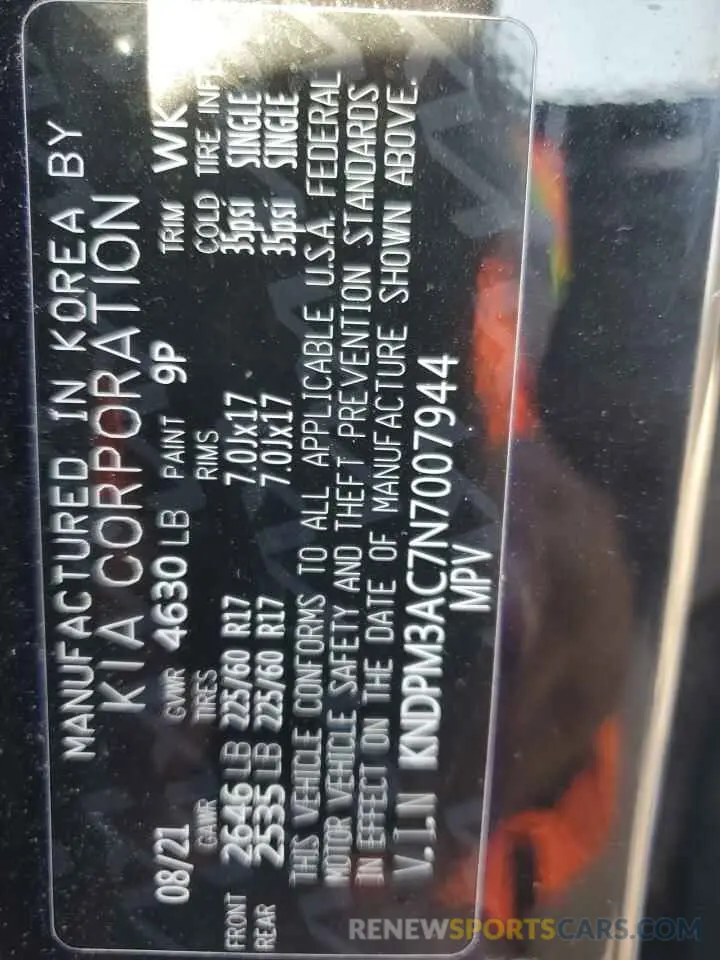 MANUFACTURED IN KOREA BY
KIA CORPORATION
08/21 GVWR 4630 LB PAINT 9P TRIM WK
GAWR TIRES RIMS COLD TIRE INF
FRONT 2646 LB 225/60 R17 7.0Jx17 35psi SINGLE
REAR 2535 LB 225/60 R17 7.0Jx17 35psi SINGLE
THIS VEHICLE CONFORMS TO ALL APPLICABLE U.S.A. FEDERAL
MOTOR VEHICLE SAFETY AND THEFT PREVENTION STANDARDS
IN EFFECT ON THE DATE OF MANUFACTURE SHOWN ABOVE.
V.I.N KNDPM3AC7N7007944
MPV
RENEWSPORTSCARS.COM